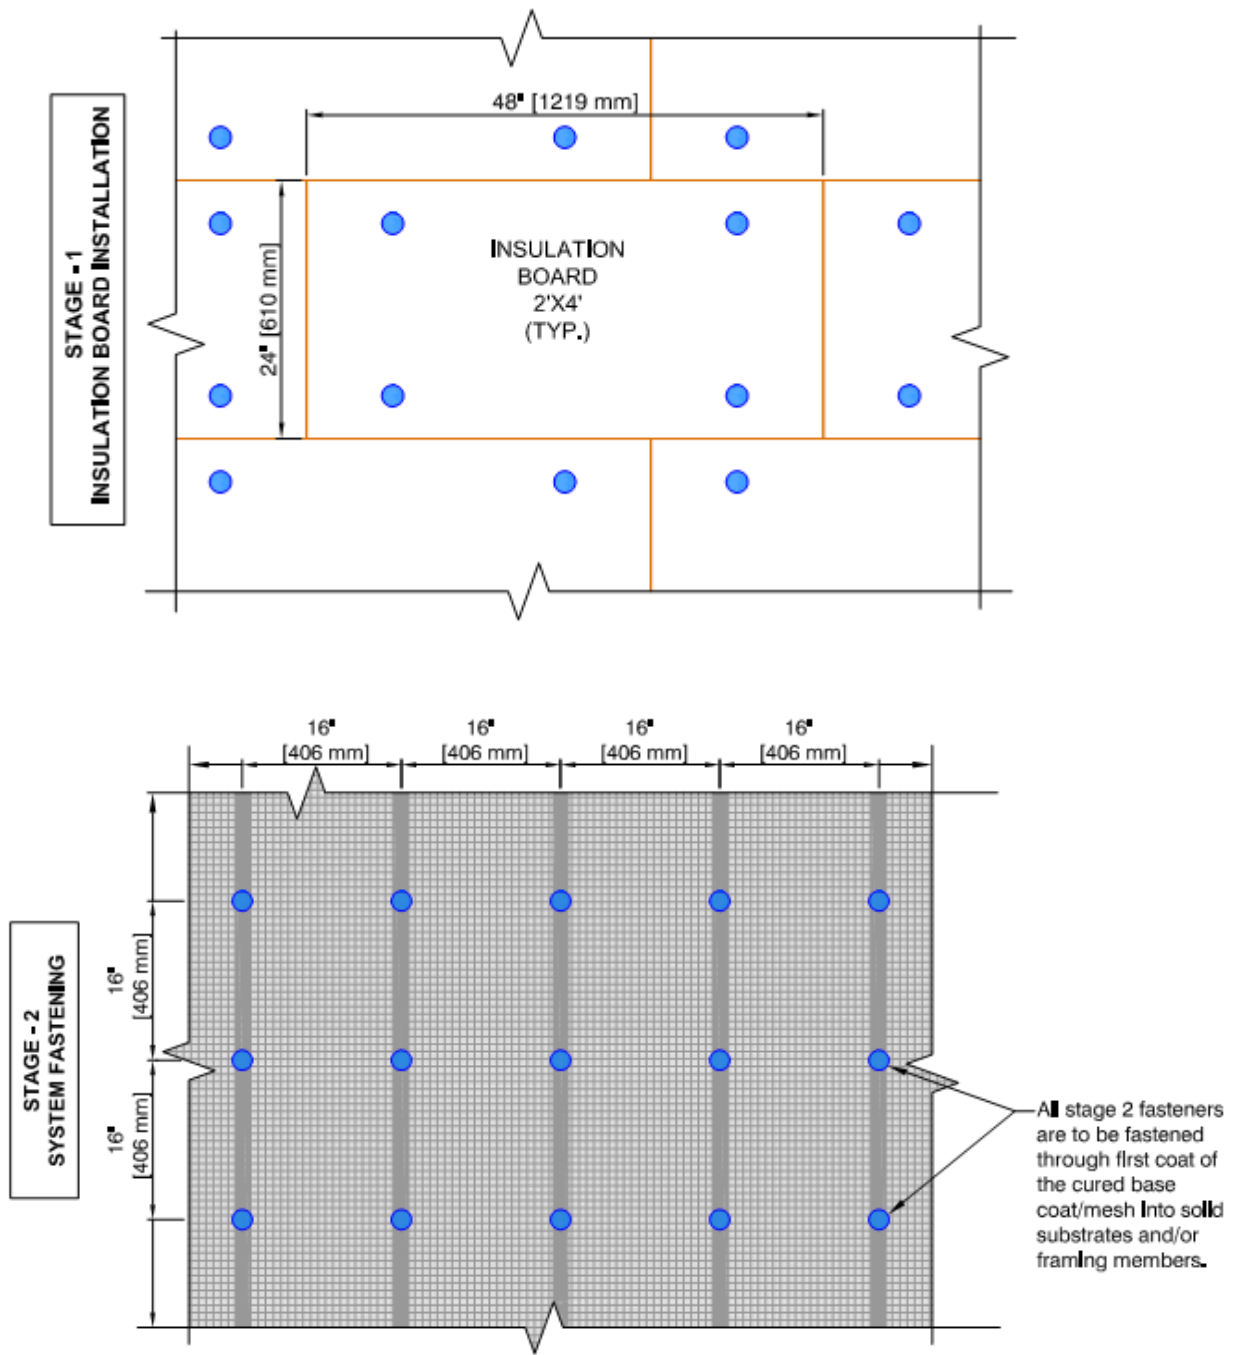 STAGE - 1
INSULATION BOARD INSTALLATION
48" [1219 mm]
24" [610 mm]
INSULATION
BOARD
2'X4'
(TYP.)
STAGE - 2
SYSTEM FASTENING
16"
[406 mm]
16"
[406 mm]
16"
[406 mm]
16"
[406 mm]
16"
[406 mm]
16"
[406 mm]
All stage 2 fasteners
are to be fastened
through first coat of
the cured base
coat/mesh into solid
substrates and/or
framing members.